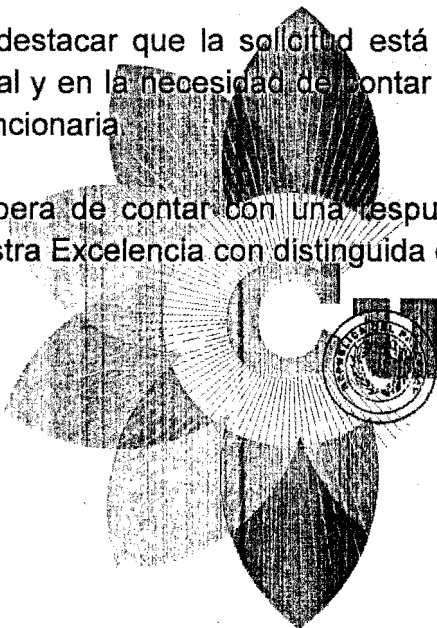 destacar que la solicitud está
al y en la necesidad de contar
ncionaria
pera de contar con una respu
stra Excelencia con distinguida